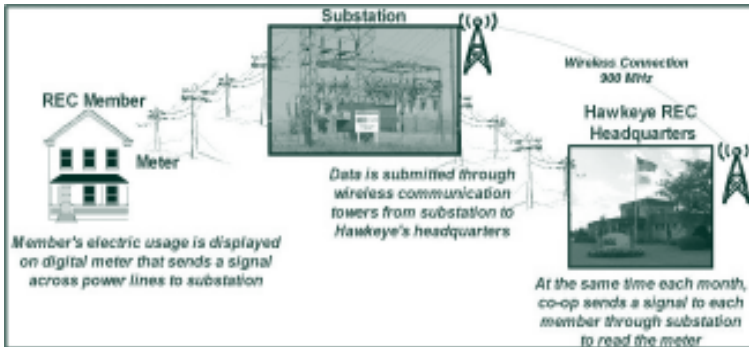 Substation
Wireless Connection
900 MHz
REC Member
Meter
Hawkeye REC
Headquarters
Data is submitted through
wireless communication
towers from substation to
Hawkeye's headquarters
Member's electric usage is displayed
on digital meter that sends a signal
across power lines to substation
At the same time each month,
co-op sends a signal to each
member through substation
to read the meter